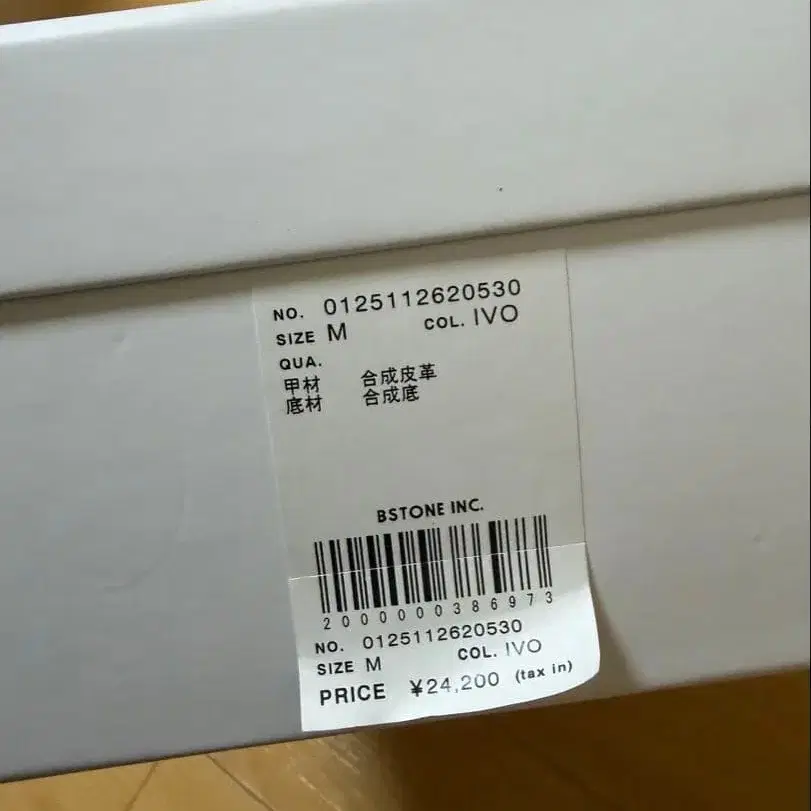 NO. 0125112620530
SIZE M COL. IVO
QUA.
甲材 合成皮革
底材 合成底
BSTONE INC.
2000000386973
NO. 0125112620530
SIZE M COL. IVO
PRICE ¥24,200 (tax in)